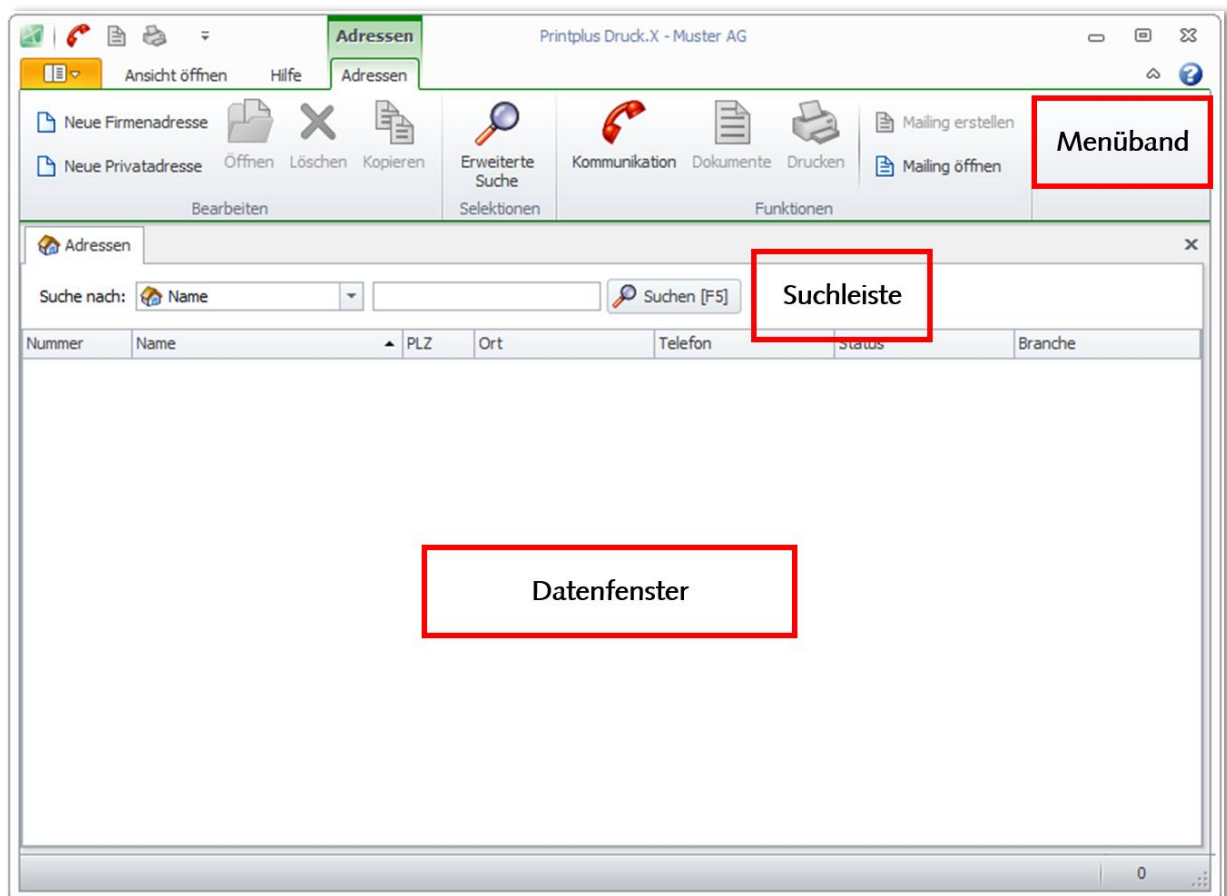 Adressen
Printplus Druck.X - Muster AG
Ansicht öffnen
Hilfe
Adressen
Neue Firmenadresse
Neue Privatadresse
Öffnen
Löschen
Kopieren
Erweiterte
Suche
Kommunikation
Dokumente
Drucken
Mailing erstellen
Mailing öffnen
Menüband
Bearbeiten
Selektionen
Funktionen
Adressen
Suche nach:
Name
Suchen [F5]
Suchleiste
Nummer
Name
PLZ
Ort
Telefon
Status
Branche
Datenfenster
0